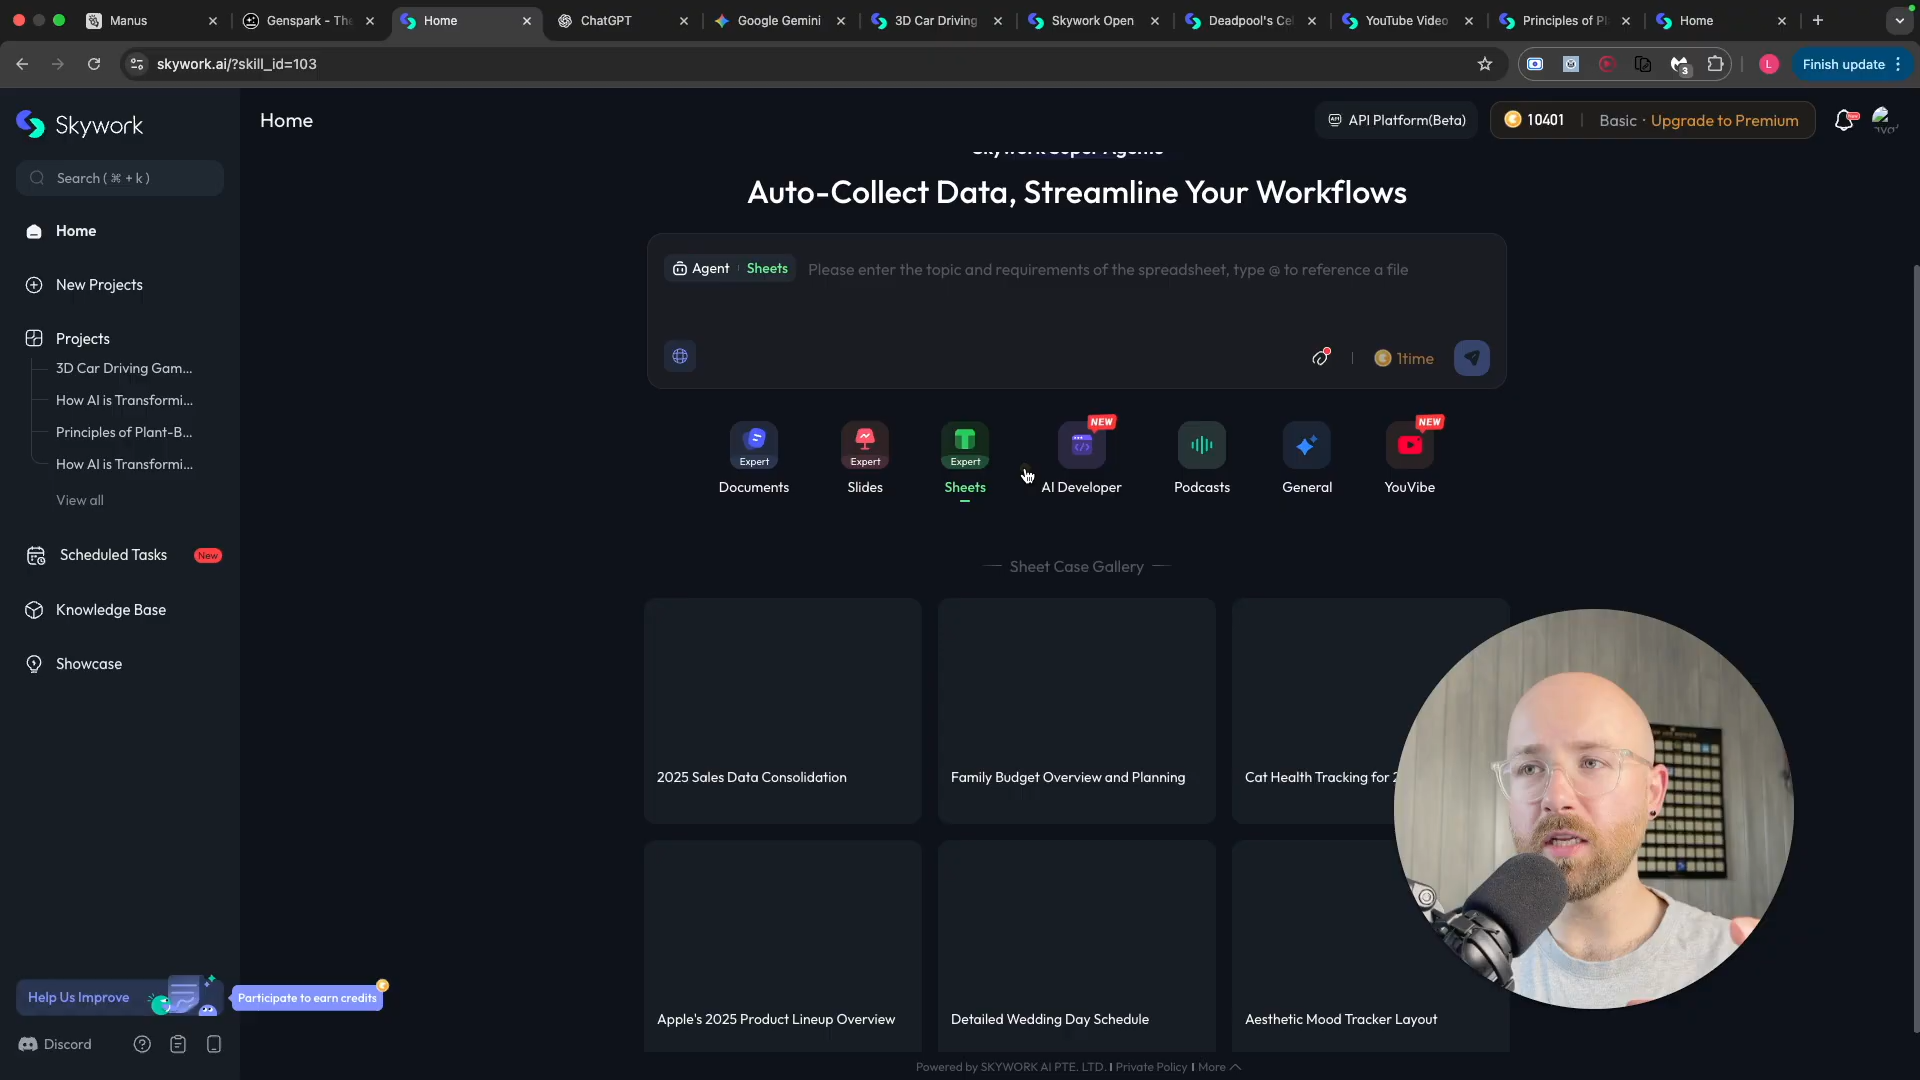 Manus
Genspark - The
Home
ChatGPT
Google Gemini
3D Car Driving
Skywork Open
Deadpool's Ce
YouTube Video
Principles of Pl
Home
skywork.ai/?skill_id=103
3
L
Finish update
Skywork
Home
API Platform(Beta)
10401
Basic · Upgrade to Premium
Search ( ⌘ + k )
Skywork Super Agents
Auto-Collect Data, Streamline Your Workflows
Home
New Projects
Projects
3D Car Driving Gam...
How AI is Transformi...
Principles of Plant-B...
How AI is Transformi...
View all
Scheduled Tasks
New
Knowledge Base
Showcase
Agent
Sheets
Please enter the topic and requirements of the spreadsheet, type @ to reference a file
1time
NEW
NEW
Expert
Expert
Expert
Documents
Slides
Sheets
AI Developer
Podcasts
General
YouVibe
Sheet Case Gallery
2025 Sales Data Consolidation
Family Budget Overview and Planning
Cat Health Tracking for 2
Apple's 2025 Product Lineup Overview
Detailed Wedding Day Schedule
Aesthetic Mood Tracker Layout
Help Us Improve
Participate to earn credits
Discord
Powered by SKYWORK AI PTE. LTD. | Private Policy | More